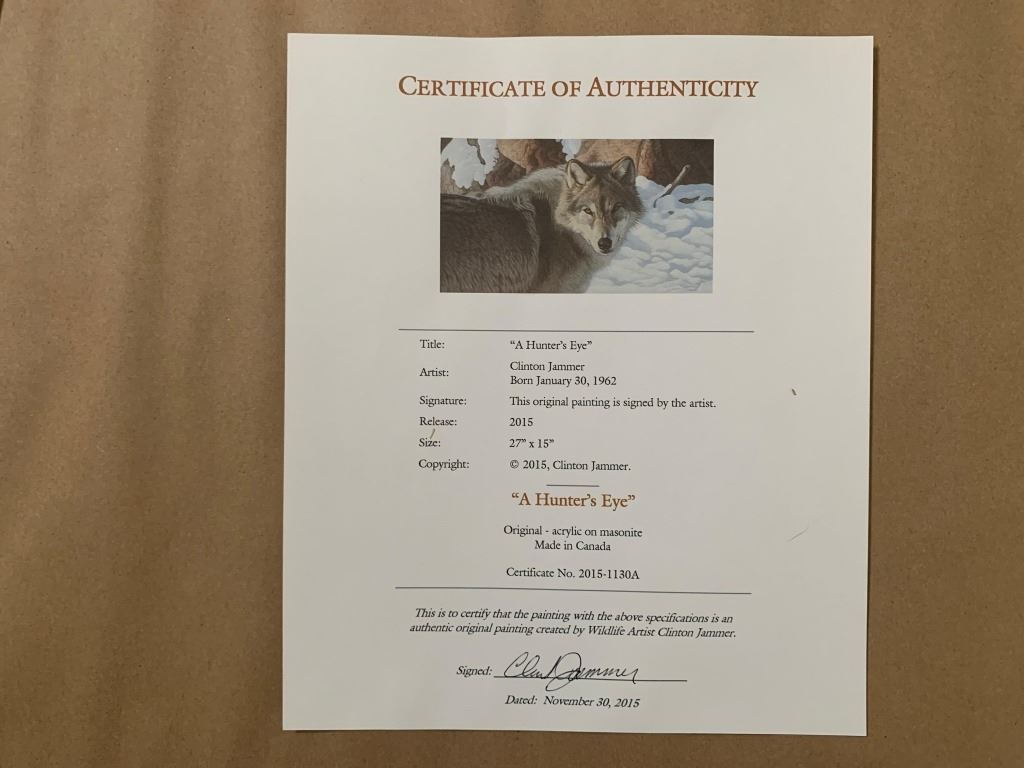 CERTIFICATE OF AUTHENTICITY
Title: "A Hunter's Eye"
Artist: Clinton Jammer
Born January 30, 1962
Signature: This original painting is signed by the artist.
Release: 2015
Size: 27" x 15"
Copyright: © 2015, Clinton Jammer.
"A Hunter's Eye"
Original - acrylic on masonite
Made in Canada
Certificate No. 2015-1130A
This is to certify that the painting with the above specifications is an
authentic original painting created by Wildlife Artist Clinton Jammer.
Signed: Clint Jammer
Dated: November 30, 2015